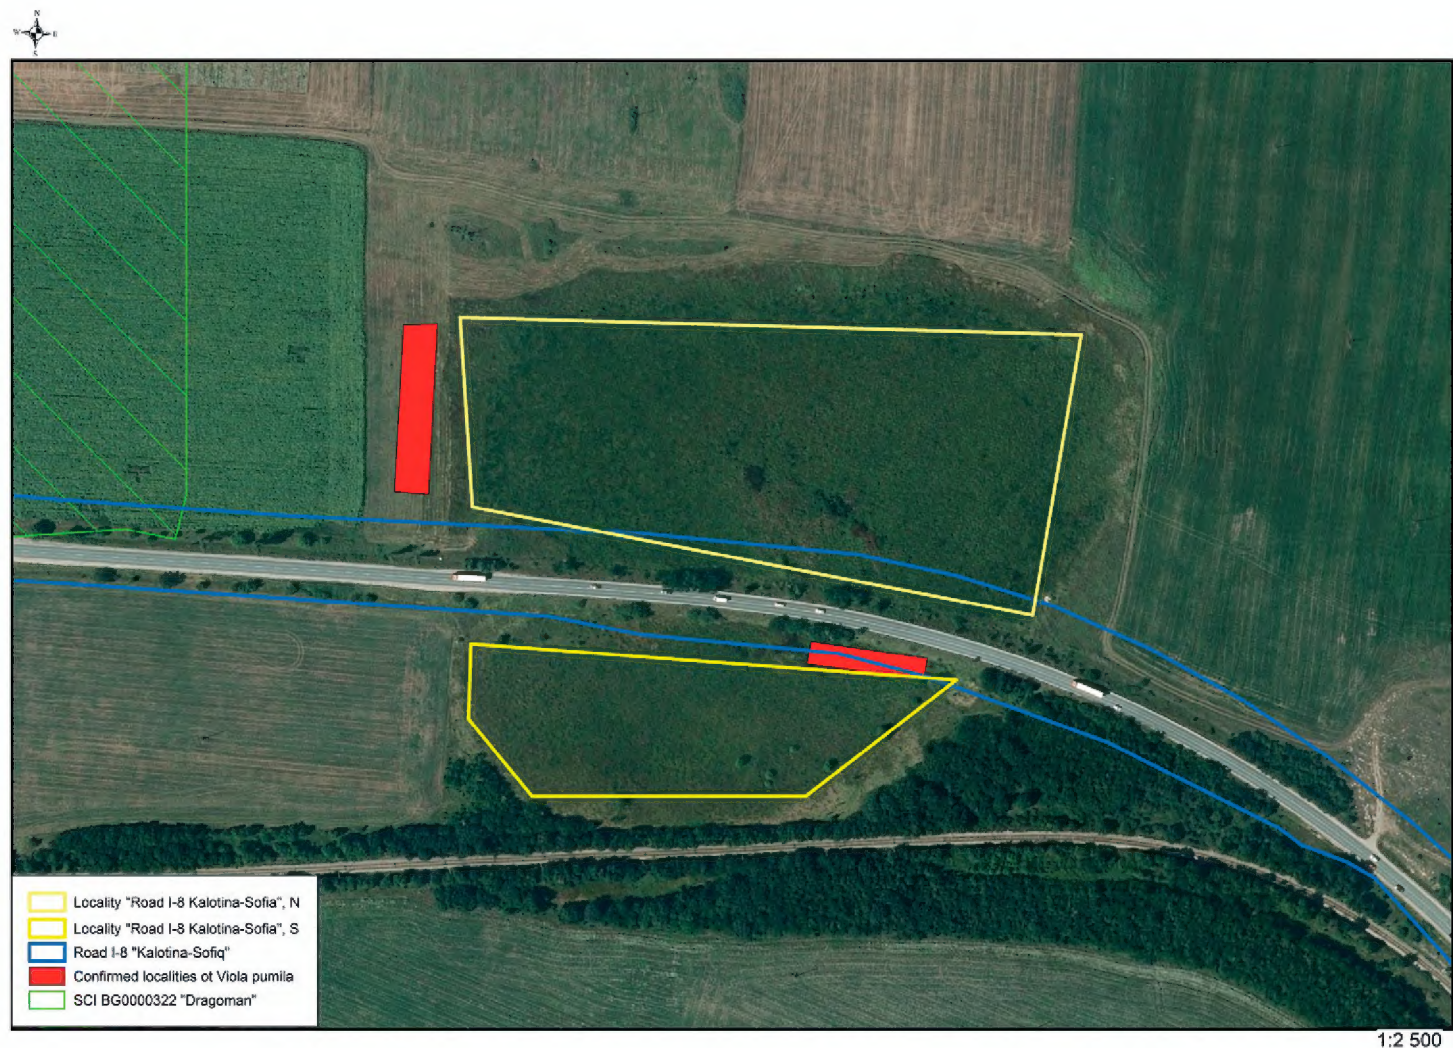 N
W E
S
Locality "Road I-8 Kalotina-Sofia", N
Locality "Road I-8 Kalotina-Sofia", S
Road I-8 "Kalotina-Sofiq"
Confirmed localities ot Viola pumila
SCI BG0000322 "Dragoman"
1:2 500